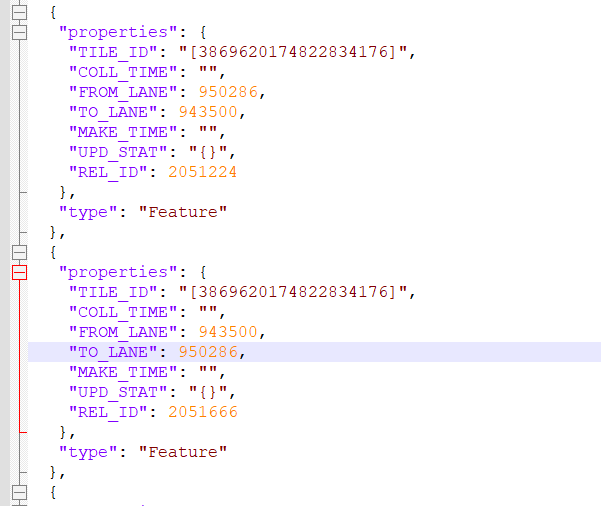 {
"properties": {
"TILE_ID": "[3869620174822834176]",
"COLL_TIME": "",
"FROM_LANE": 950286,
"TO_LANE": 943500,
"MAKE_TIME": "",
"UPD_STAT": "{}",
"REL_ID": 2051224
},
"type": "Feature"
},
{
"properties": {
"TILE_ID": "[3869620174822834176]",
"COLL_TIME": "",
"FROM_LANE": 943500,
"TO_LANE": 950286,
"MAKE_TIME": "",
"UPD_STAT": "{}",
"REL_ID": 2051666
},
"type": "Feature"
},
{